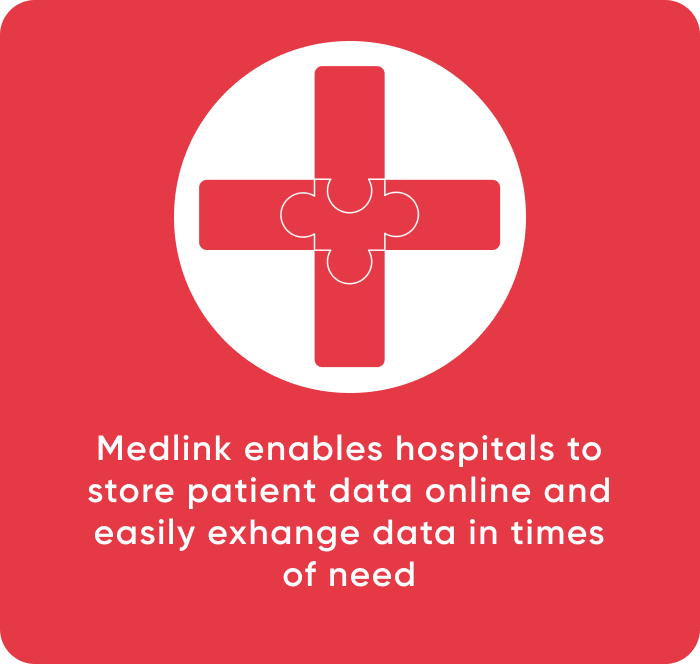 Medlink enables hospitals to
store patient data online and
easily exhange data in times
of need